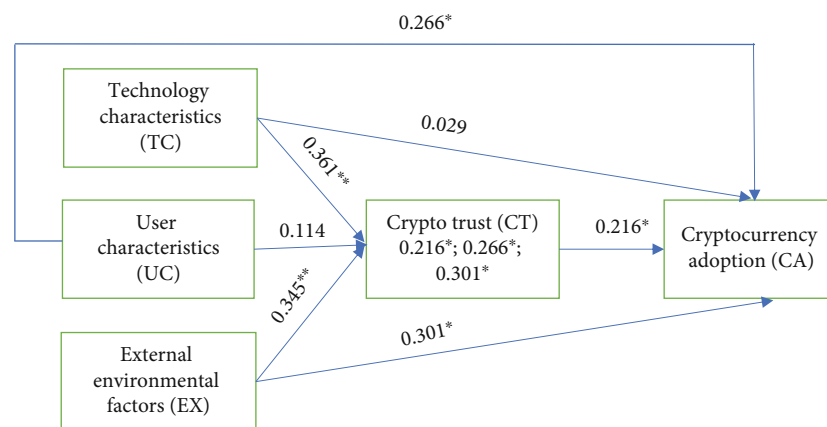 0.266*
Technology
characteristics
(TC)
0.029
0.361**
User
characteristics
(UC)
0.114
Crypto trust (CT)
0.216*; 0.266*;
0.301*
0.216*
Cryptocurrency
adoption (CA)
0.345**
0.301*
External
environmental
factors (EX)